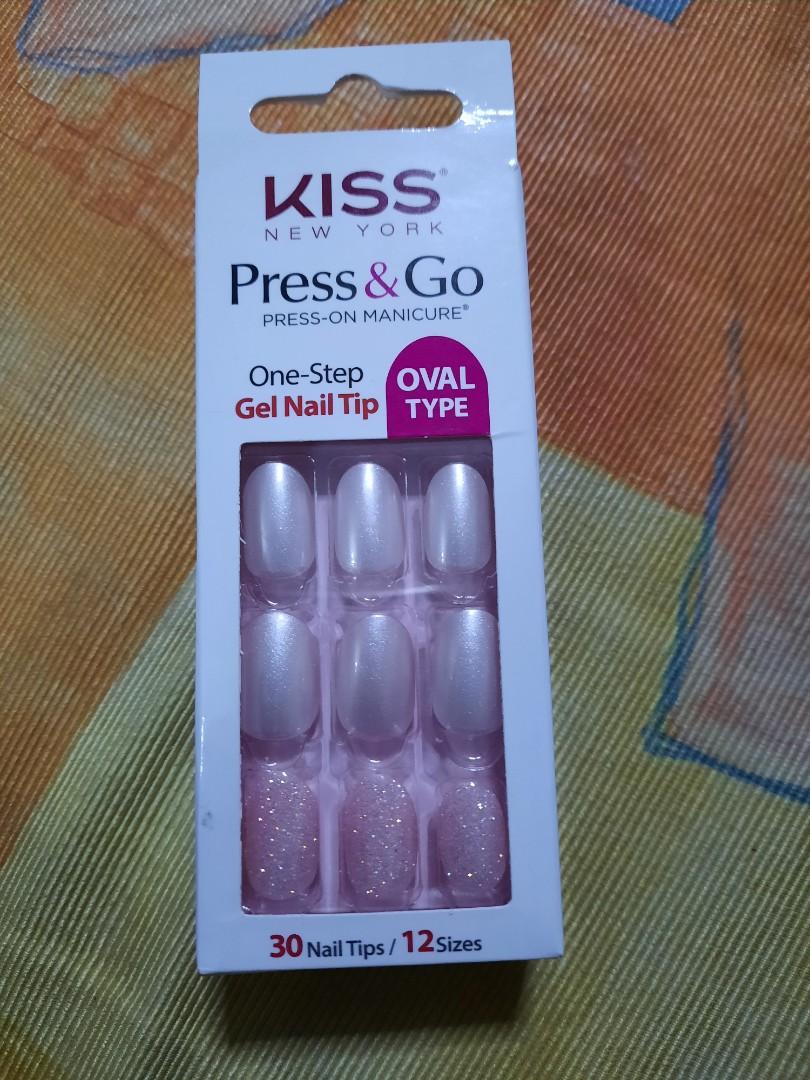 KISS®
NEW YORK
Press & Go
PRESS-ON MANICURE®
One-Step
Gel Nail Tip
OVAL
TYPE
30 Nail Tips / 12 Sizes